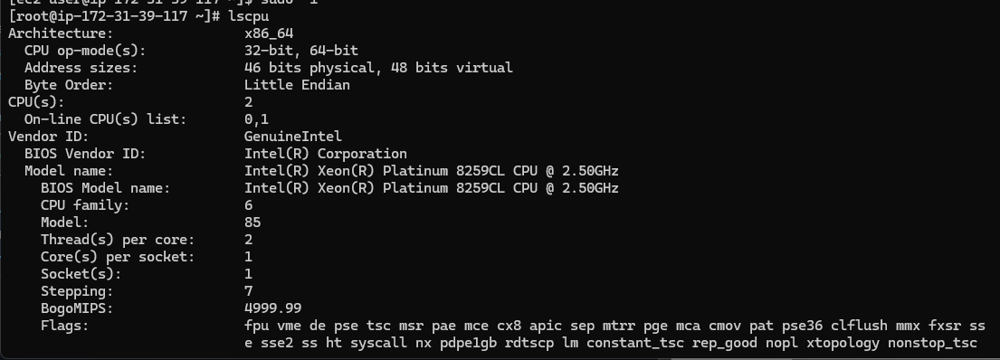 [ec2-user@ip-172-31-39-117 ~]$ sudo -i
[root@ip-172-31-39-117 ~]# lscpu
Architecture:                x86_64
  CPU op-mode(s):            32-bit, 64-bit
  Address sizes:             46 bits physical, 48 bits virtual
  Byte Order:                Little Endian
CPU(s):                      2
  On-line CPU(s) list:       0,1
Vendor ID:                   GenuineIntel
  BIOS Vendor ID:            Intel(R) Corporation
  Model name:                Intel(R) Xeon(R) Platinum 8259CL CPU @ 2.50GHz
    BIOS Model name:         Intel(R) Xeon(R) Platinum 8259CL CPU @ 2.50GHz
    CPU family:              6
    Model:                   85
    Thread(s) per core:      2
    Core(s) per socket:      1
    Socket(s):               1
    Stepping:                7
    BogoMIPS:                4999.99
    Flags:                   fpu vme de pse tsc msr pae mce cx8 apic sep mtrr pge mca cmov pat pse36 clflush mmx fxsr ss
                             e sse2 ss ht syscall nx pdpe1gb rdtscp lm constant_tsc rep_good nopl xtopology nonstop_tsc